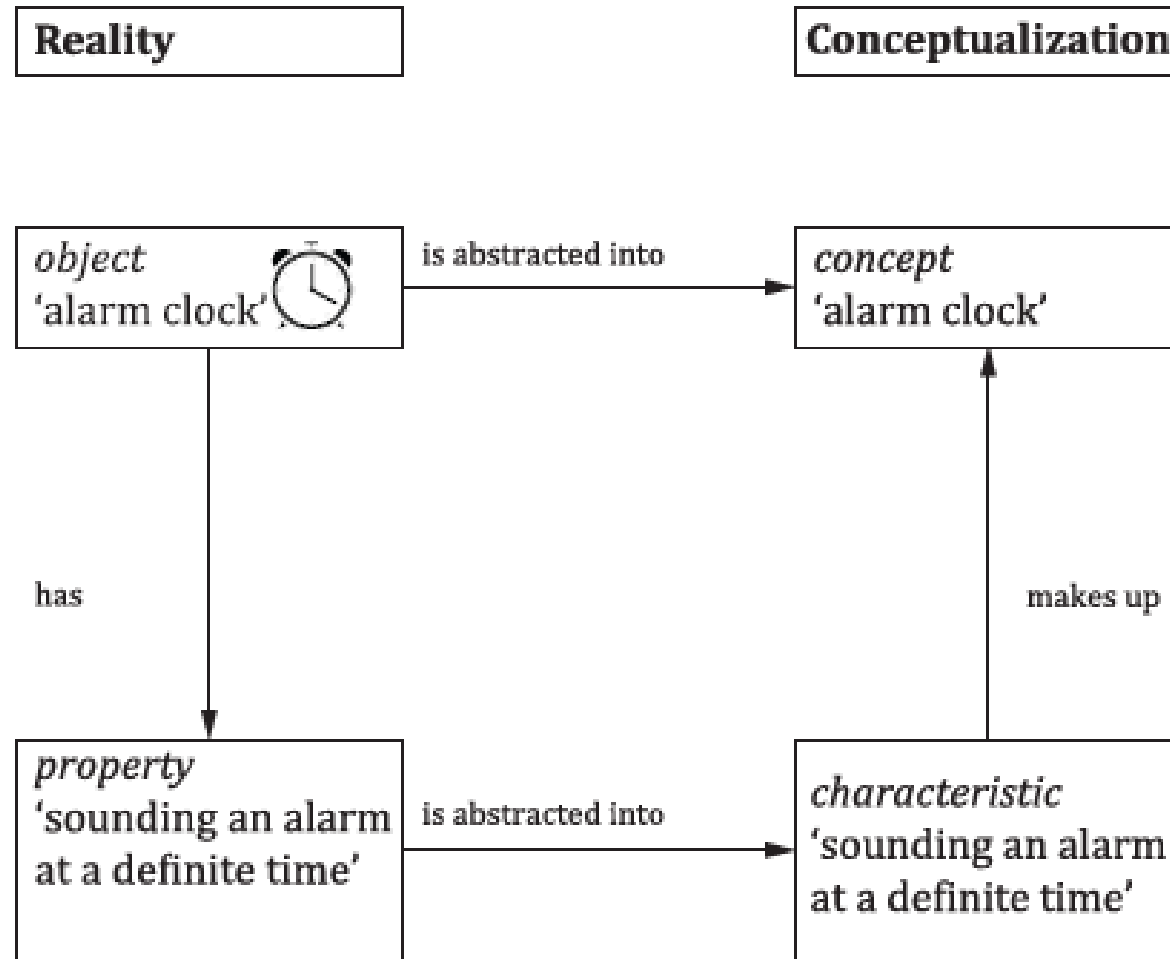 Reality
Conceptualization
object
‘alarm clock’
is abstracted into
concept
‘alarm clock’
has
makes up
property
‘sounding an alarm
at a definite time’
is abstracted into
characteristic
‘sounding an alarm
at a definite time’